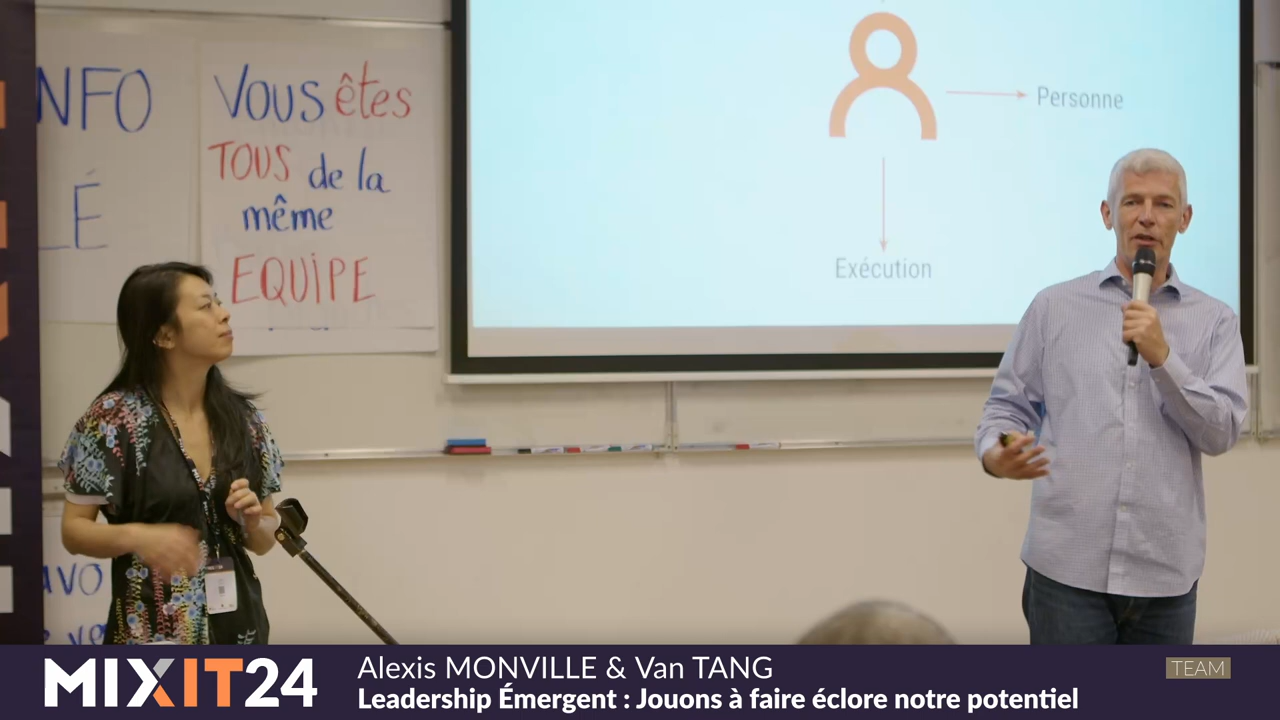 NFO
LÉ
VOUS êtes
TOUS de la
même
EQUIPE
Personne
Exécution
MIXIT24
Alexis MONVILLE & Van TANG
Leadership Émergent : Jouons à faire éclore notre potentiel
TEAM